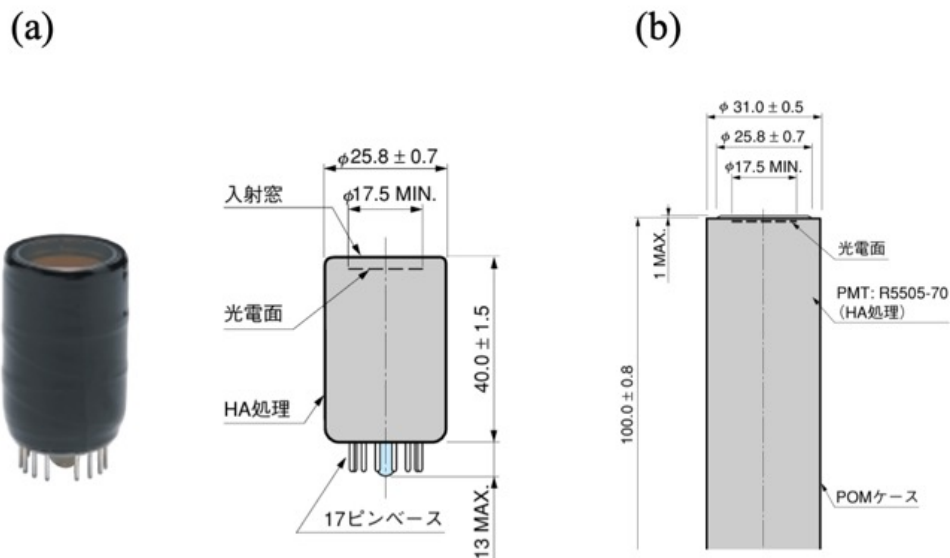 (a)
(b)
φ25.8 ± 0.7
入射窓
φ17.5 MIN.
光電面
HA処理
17ピンベース
40.0 ± 1.5
13 MAX.
φ 31.0 ± 0.5
φ 25.8 ± 0.7
φ17.5 MIN.
1 MAX.
光電面
PMT: R5505-70
(HA処理)
100.0 ± 0.8
POMケース